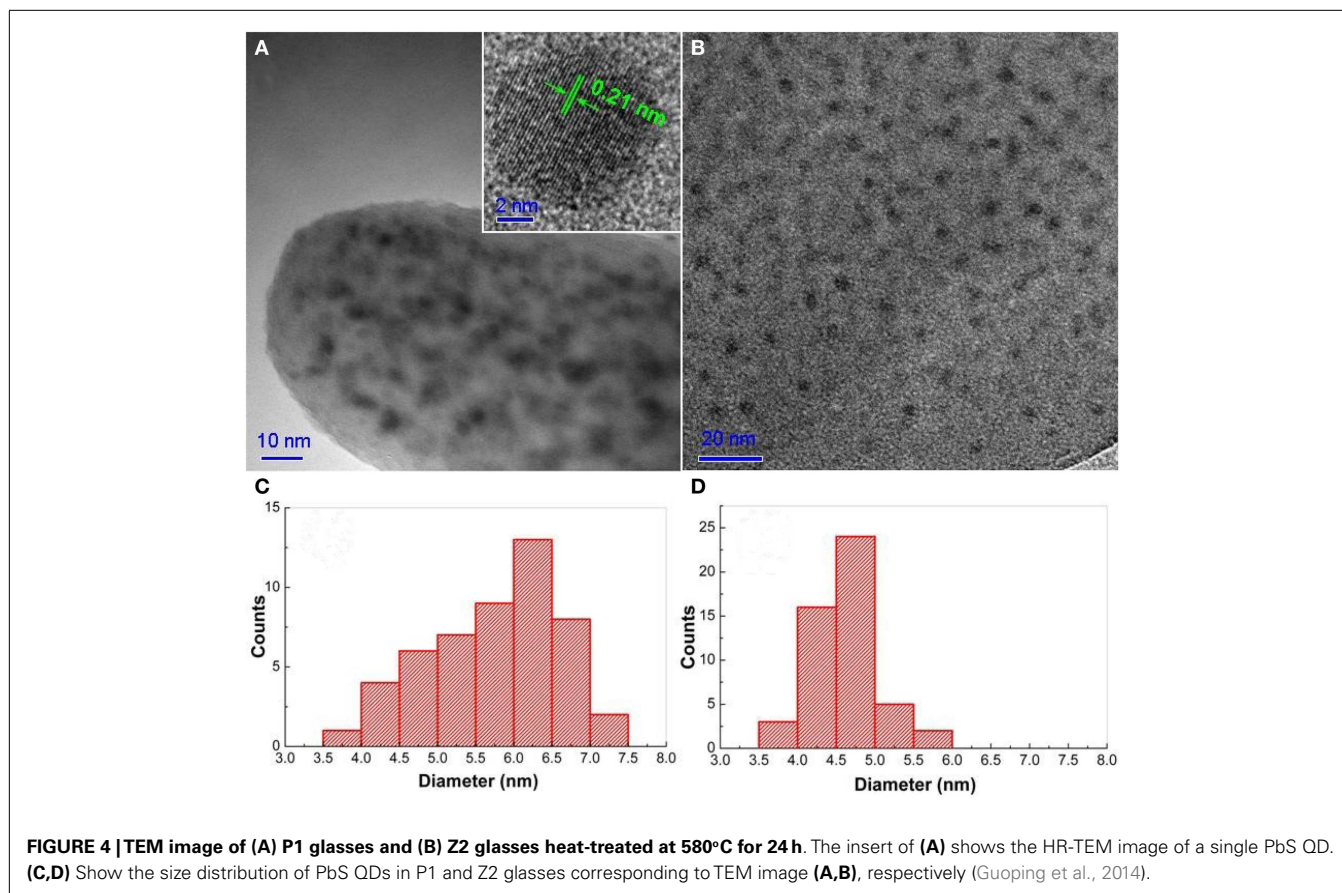 A
0.21 nm
2 nm
10 nm
B
20 nm
C
15
10
5
0
Counts
3.0 3.5 4.0 4.5 5.0 5.5 6.0 6.5 7.0 7.5 8.0
Diameter (nm)
D
25
20
15
10
5
0
Counts
3.0 3.5 4.0 4.5 5.0 5.5 6.0 6.5 7.0 7.5 8.0
Diameter (nm)
FIGURE 4 | TEM image of (A) P1 glasses and (B) Z2 glasses heat-treated at 580°C for 24 h. The insert of (A) shows the HR-TEM image of a single PbS QD.
(C,D) Show the size distribution of PbS QDs in P1 and Z2 glasses corresponding to TEM image (A,B), respectively (Guoping et al., 2014).